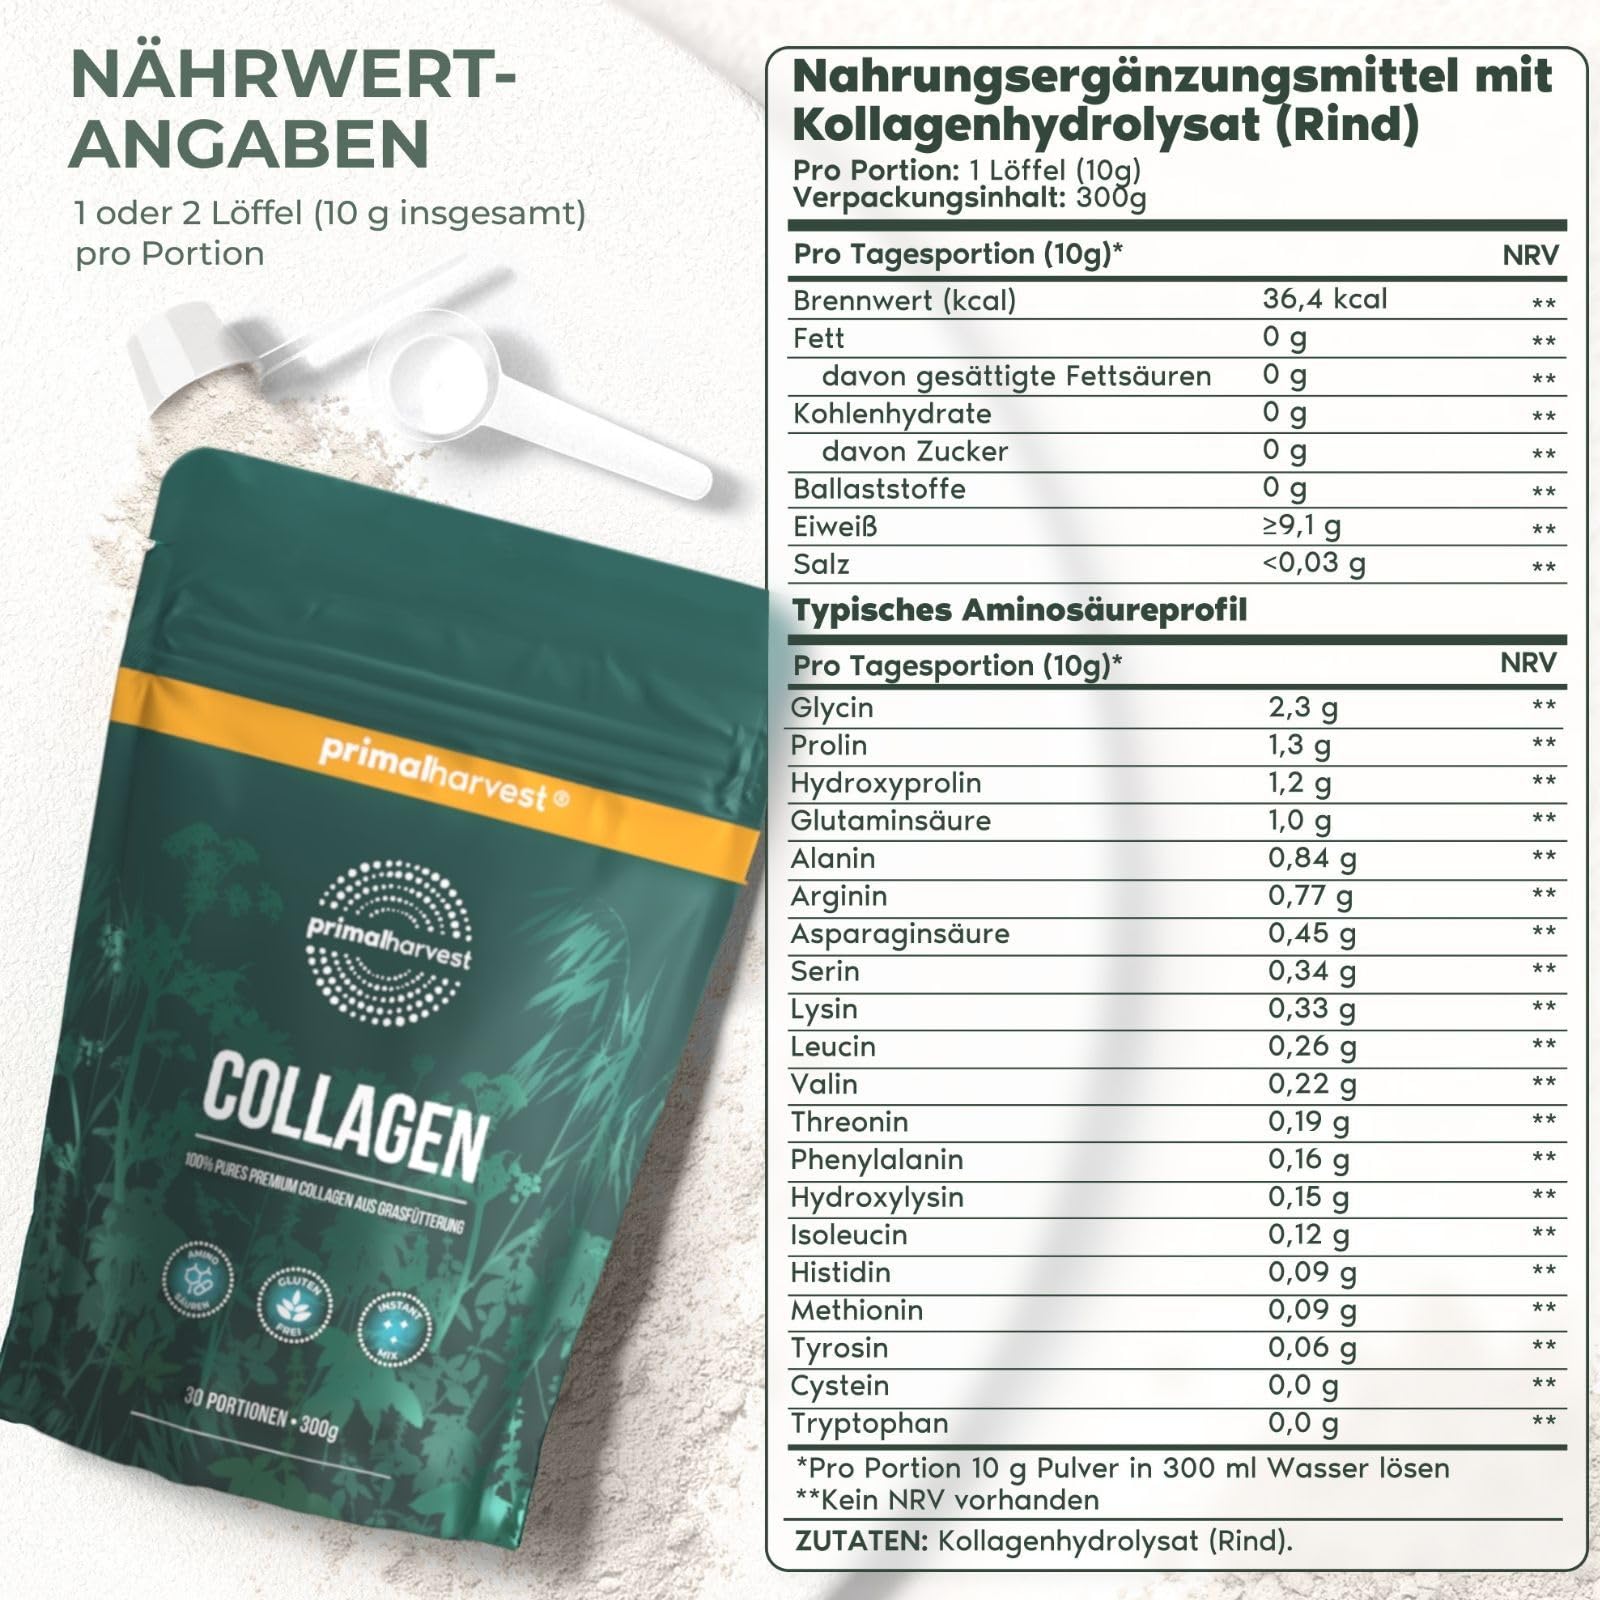 NÄHRWERT-
ANGABEN
1 oder 2 Löffel (10 g insgesamt)
pro Portion
primalharvest®
primalharvest
COLLAGEN
100% PURES PREMIUM COLLAGEN AUS GRASFÜTTERUNG
AMINO
SÄUREN
GLUTEN
FREI
INSTANT
MIX
30 PORTIONEN • 300g
Nahrungsergänzungsmittel mit
Kollagenhydrolysat (Rind)
Pro Portion: 1 Löffel (10g)
Verpackungsinhalt: 300g
Pro Tagesportion (10g)* NRV
Brennwert (kcal) 36,4 kcal **
Fett 0 g **
davon gesättigte Fettsäuren 0 g **
Kohlenhydrate 0 g **
davon Zucker 0 g **
Ballaststoffe 0 g **
Eiweiß ≥9,1 g **
Salz <0,03 g **
Typisches Aminosäureprofil
Pro Tagesportion (10g)* NRV
Glycin 2,3 g **
Prolin 1,3 g **
Hydroxyprolin 1,2 g **
Glutaminsäure 1,0 g **
Alanin 0,84 g **
Arginin 0,77 g **
Asparaginsäure 0,45 g **
Serin 0,34 g **
Lysin 0,33 g **
Leucin 0,26 g **
Valin 0,22 g **
Threonin 0,19 g **
Phenylalanin 0,16 g **
Hydroxylysin 0,15 g **
Isoleucin 0,12 g **
Histidin 0,09 g **
Methionin 0,09 g **
Tyrosin 0,06 g **
Cystein 0,0 g **
Tryptophan 0,0 g **
*Pro Portion 10 g Pulver in 300 ml Wasser lösen
**Kein NRV vorhanden
ZUTATEN: Kollagenhydrolysat (Rind).